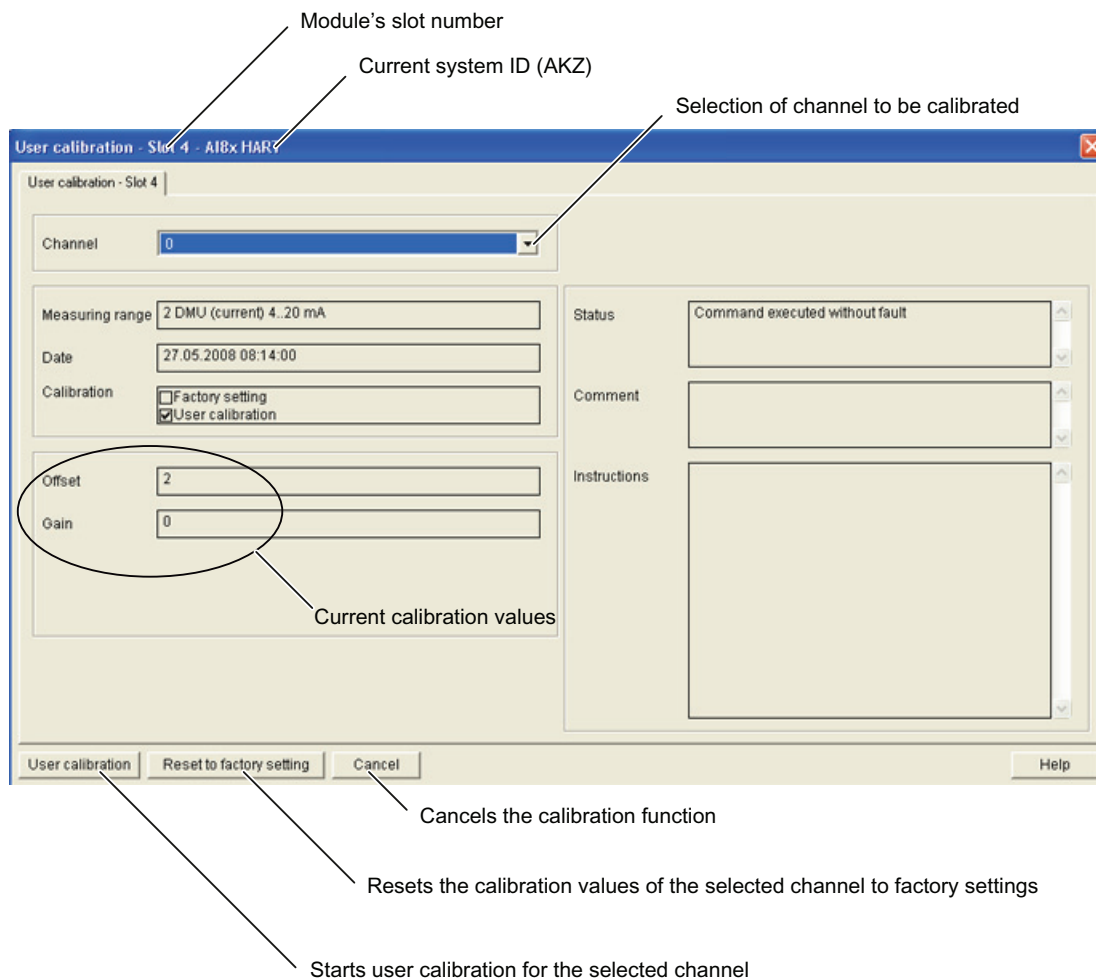 Module's slot number
Current system ID (AKZ)
Selection of channel to be calibrated
User calibration - Slot 4 - AI8x HART
User calibration - Slot 4
Channel
0
Measuring range
2 DMU (current) 4..20 mA
Date
27.05.2008 08:14:00
Calibration
Factory setting
User calibration
Offset
2
Gain
0
Current calibration values
Status
Command executed without fault
Comment
Instructions
User calibration
Reset to factory setting
Cancel
Help
Cancels the calibration function
Resets the calibration values of the selected channel to factory settings
Starts user calibration for the selected channel